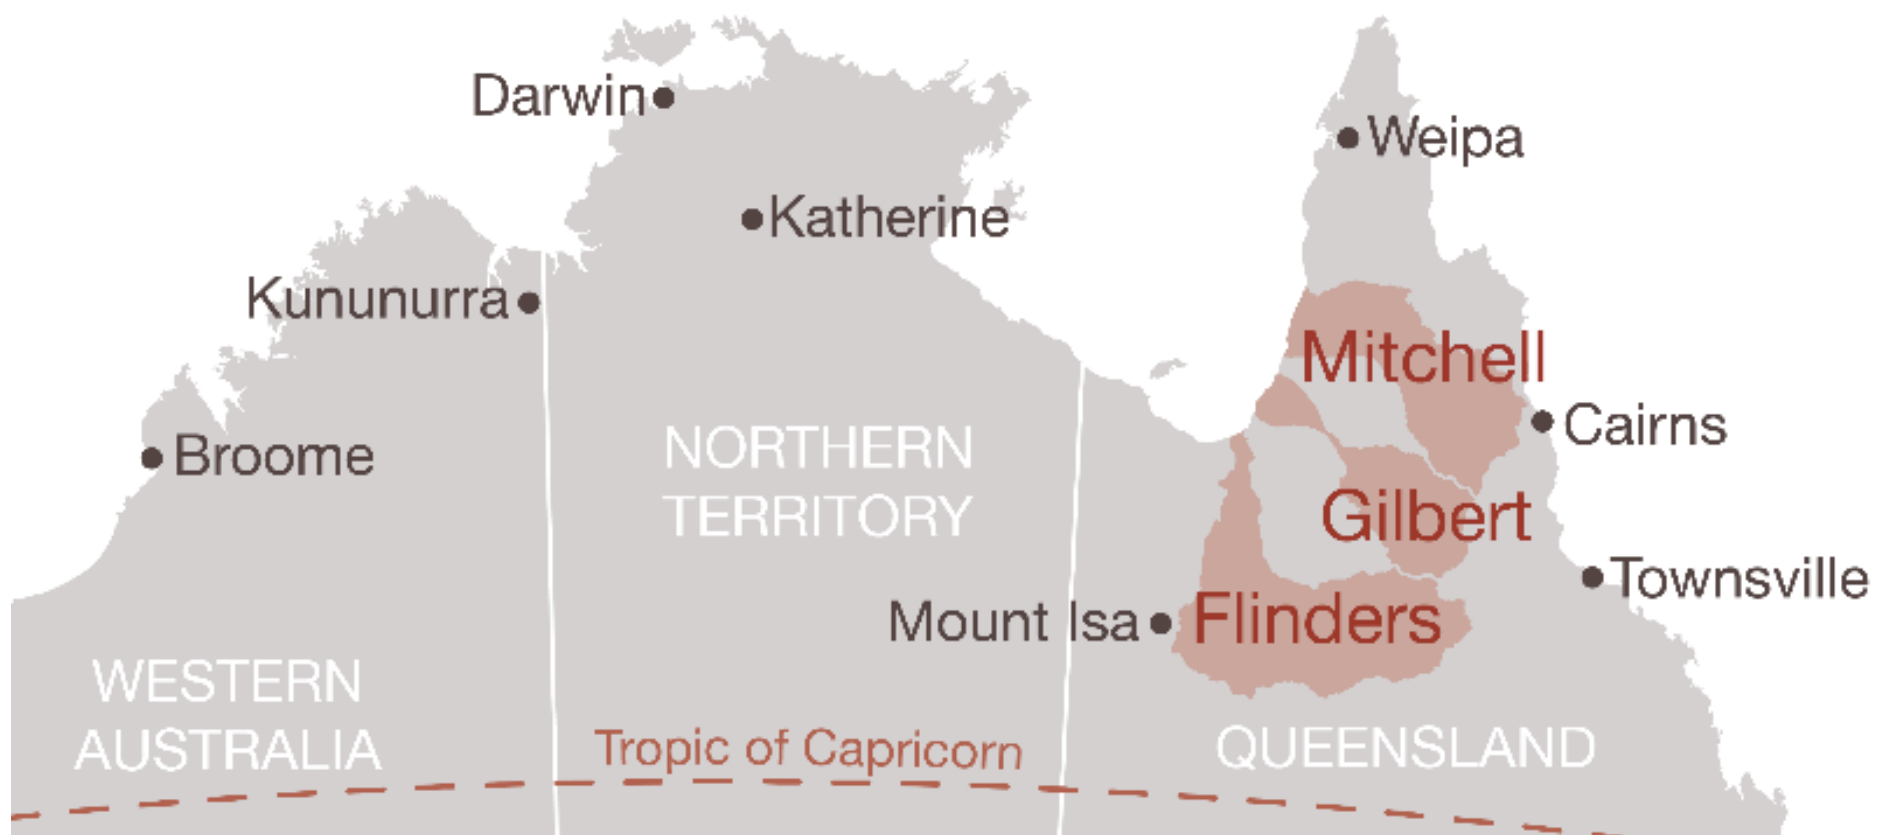 Darwin
Weipa
Katherine
Kununurra
Mitchell
Cairns
Broome
NORTHERN
TERRITORY
Gilbert
Townsville
Mount Isa
Flinders
WESTERN
AUSTRALIA
Tropic of Capricorn
QUEENSLAND